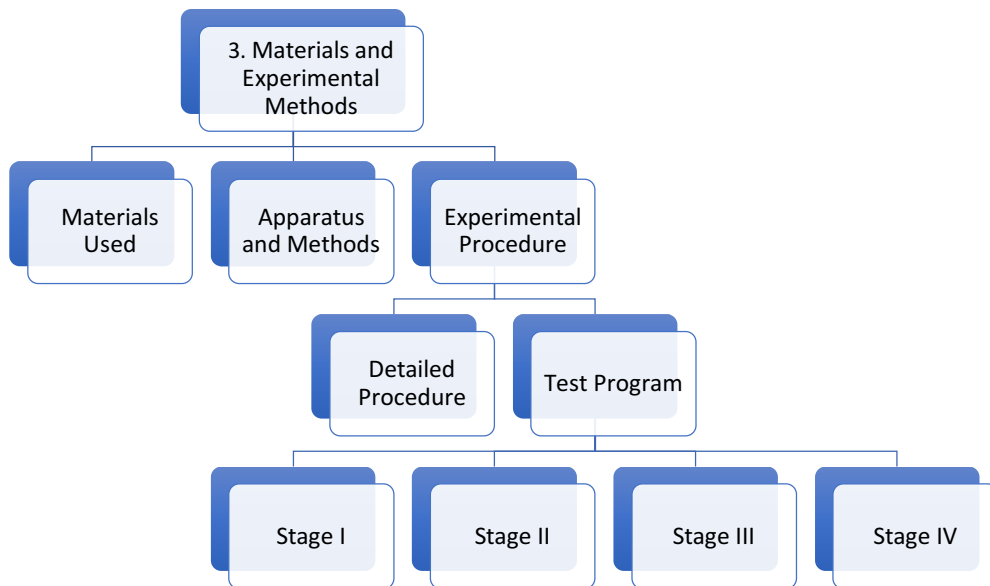 3. Materials and
Experimental
Methods
Materials
Used
Apparatus
and Methods
Experimental
Procedure
Detailed
Procedure
Test Program
Stage I
Stage II
Stage III
Stage IV